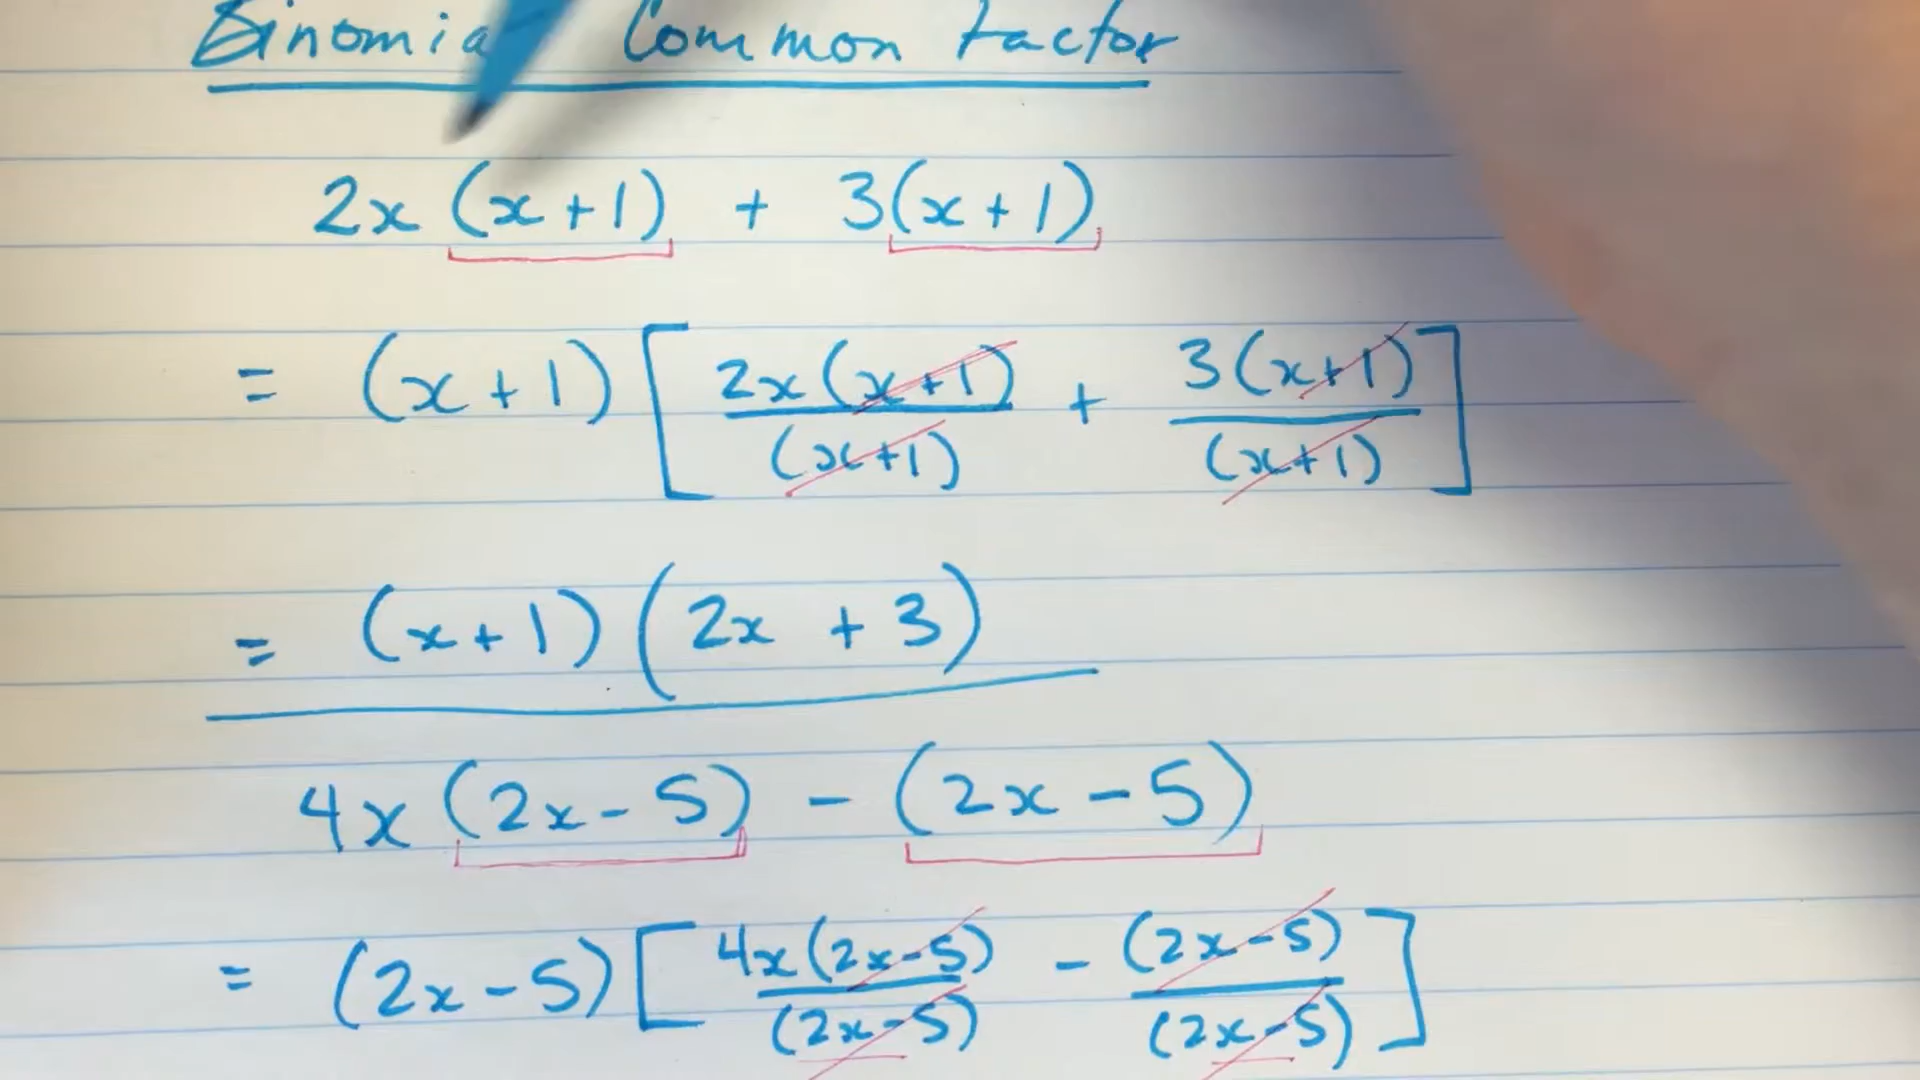 Binomial Common Factor
2x (x+1) + 3(x+1)
= (x+1) [ 2x(x+1)/(x+1) + 3(x+1)/(x+1) ]
= (x+1) (2x + 3)
4x (2x-5) - (2x-5)
= (2x-5) [ 4x(2x-5)/(2x-5) - (2x-5)/(2x-5) ]